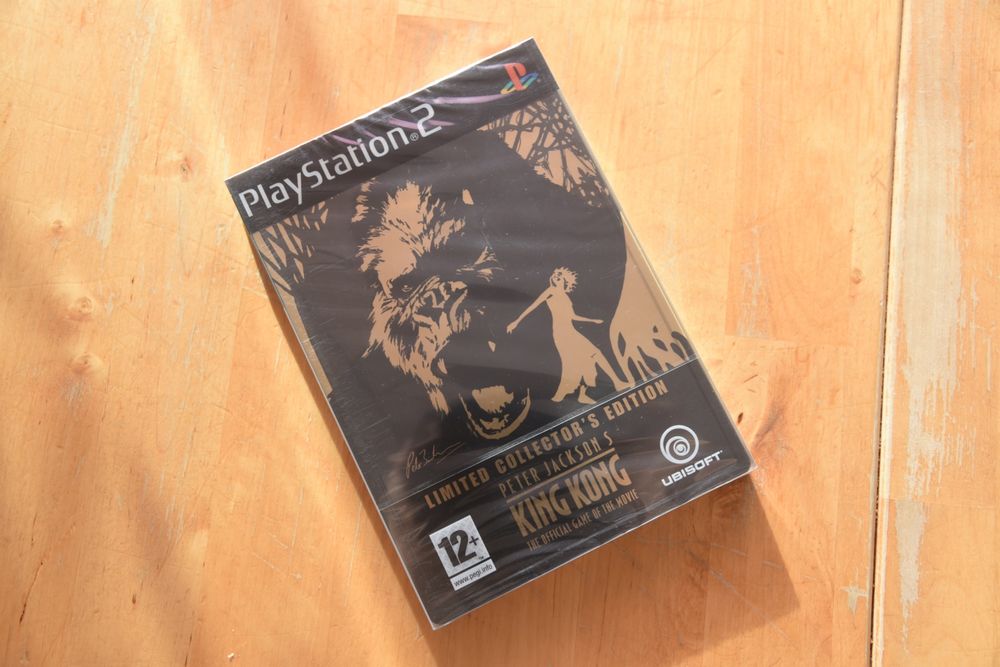 PlayStation®2
LIMITED COLLECTOR'S EDITION
PETER JACKSON'S
KING KONG
THE OFFICIAL GAME OF THE MOVIE
UBISOFT
12+
www.pegi.info